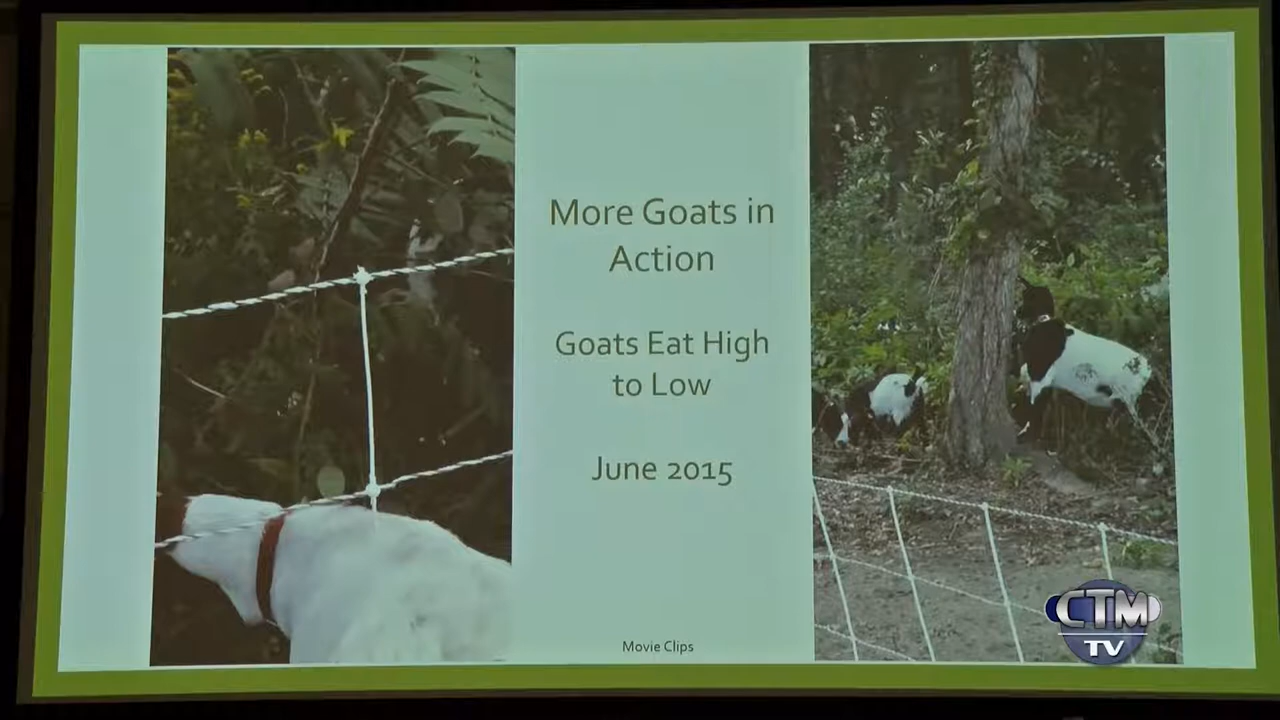 More Goats in
Action
Goats Eat High
to Low
June 2015
Movie Clips
CTM
TV